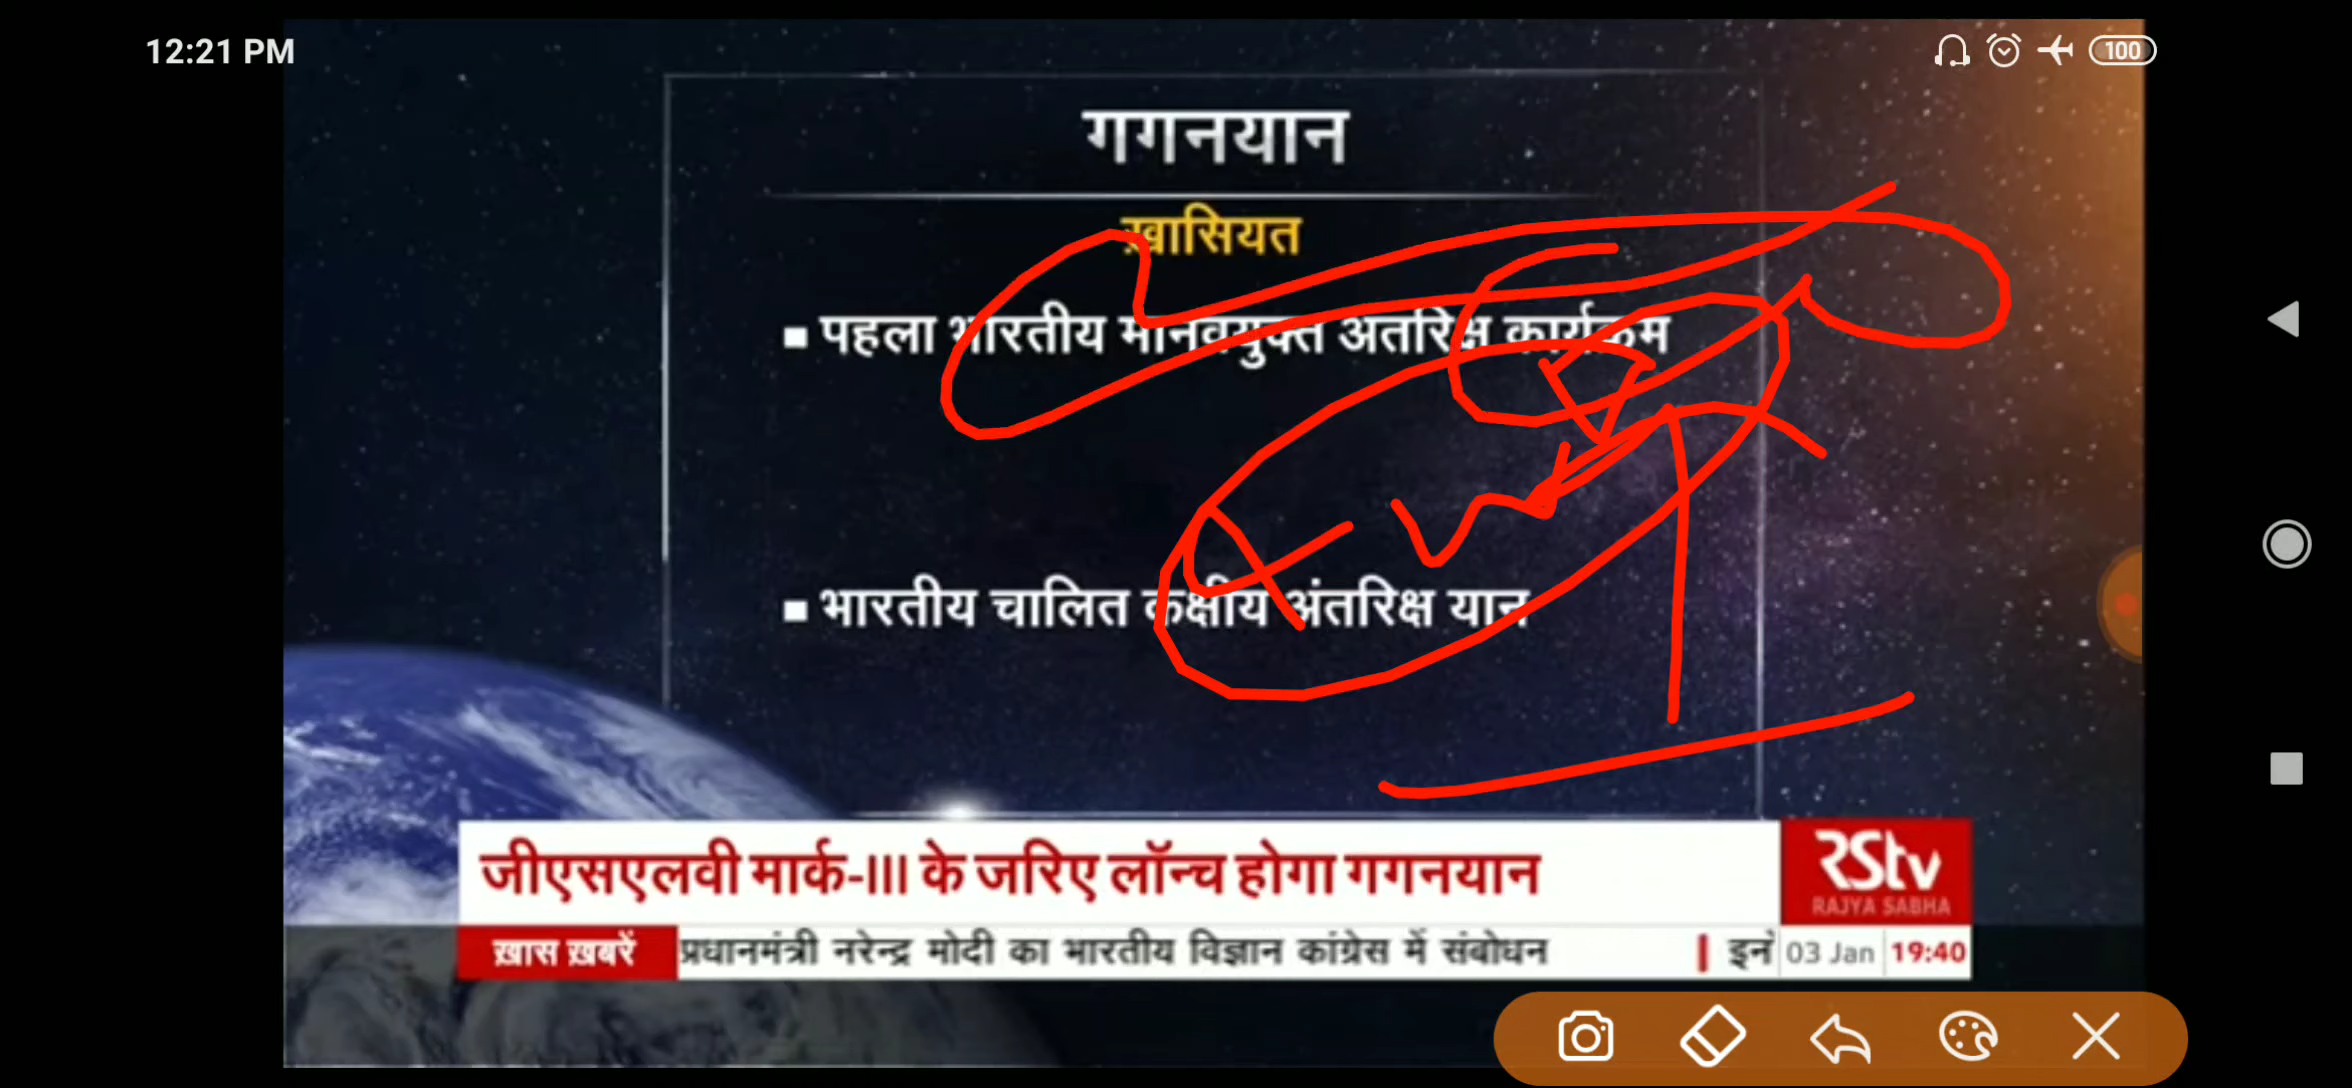 12:21 PM
100
गगनयान
ख़ासियत
पहला भारतीय मानवयुक्त अंतरिक्ष कार्यक्रम
भारतीय चालित कक्षीय अंतरिक्ष यान
जीएसएलवी मार्क-III के जरिए लॉन्च होगा गगनयान
RStv
RAJYA SABHA
ख़ास ख़बरें प्रधानमंत्री नरेन्द्र मोदी का भारतीय विज्ञान कांग्रेस में संबोधन | 03 Jan 19:40